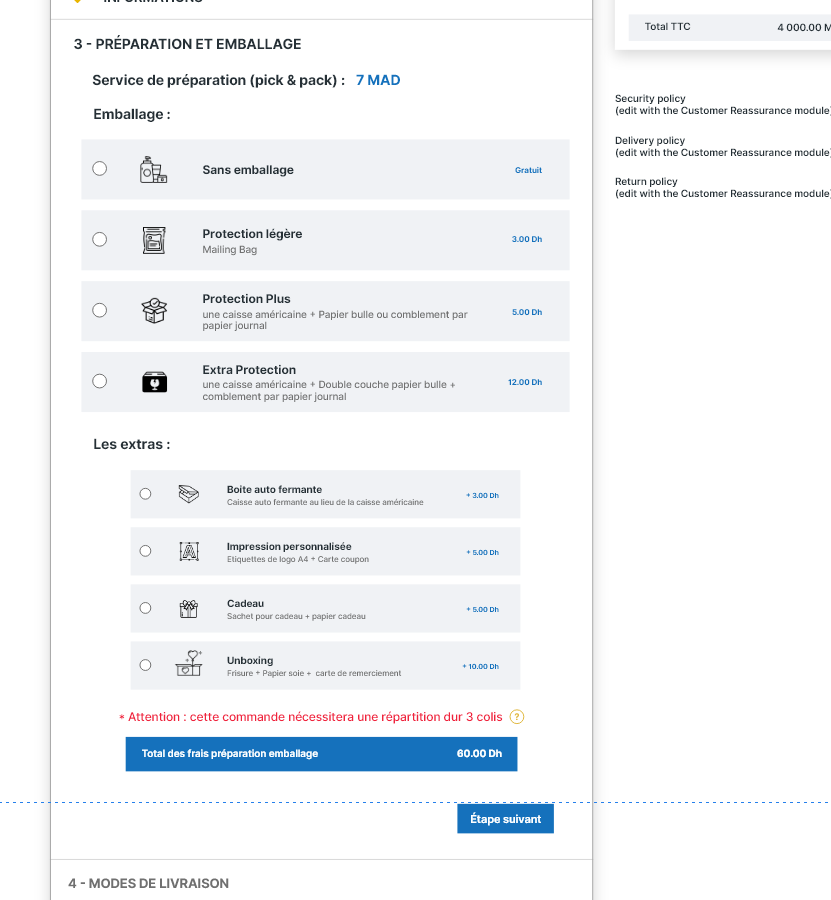 3 - PRÉPARATION ET EMBALLAGE
Service de préparation (pick & pack) : 7 MAD
Emballage :
Sans emballage
Gratuit
Protection légère
Mailing Bag
3.00 Dh
Protection Plus
une caisse américaine + Papier bulle ou comblement par
papier journal
5.00 Dh
Extra Protection
une caisse américaine + Double couche papier bulle +
comblement par papier journal
12.00 Dh
Les extras :
Boite auto fermante
Caisse auto fermante au lieu de la caisse américaine
+ 3.00 Dh
Impression personnalisée
Etiquettes de logo A4 + Carte coupon
+ 5.00 Dh
Cadeau
Sachet pour cadeau + papier cadeau
+ 5.00 Dh
Unboxing
Frisure + Papier soie + carte de remerciement
+ 10.00 Dh
* Attention : cette commande nécessitera une répartition dur 3 colis ?
Total des frais préparation emballage 60.00 Dh
Étape suivant
4 - MODES DE LIVRAISON
Total TTC 4 000.00 M
Security policy
(edit with the Customer Reassurance module)
Delivery policy
(edit with the Customer Reassurance module)
Return policy
(edit with the Customer Reassurance module)